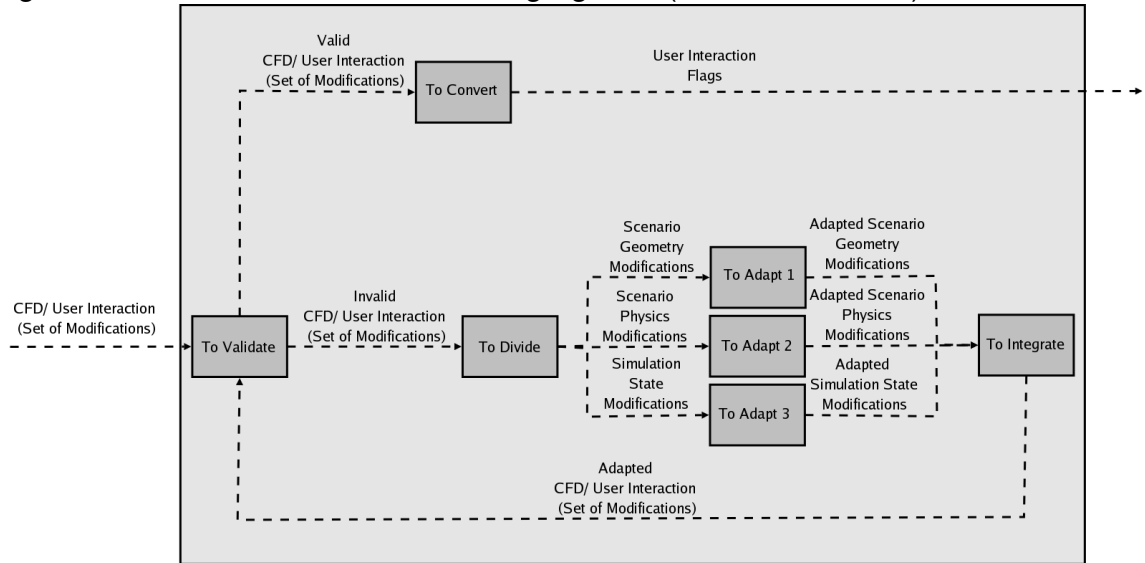 Valid
CFD/ User Interaction
(Set of Modifications)
To Convert
User Interaction
Flags
CFD/ User Interaction
(Set of Modifications)
To Validate
Invalid
CFD/ User Interaction
(Set of Modifications)
To Divide
Scenario
Geometry
Modifications
To Adapt 1
Adapted Scenario
Geometry
Modifications
Scenario
Physics
Modifications
To Adapt 2
Adapted Scenario
Physics
Modifications
Simulation
State
Modifications
To Adapt 3
Adapted
Simulation State
Modifications
To Integrate
Adapted
CFD/ User Interaction
(Set of Modifications)